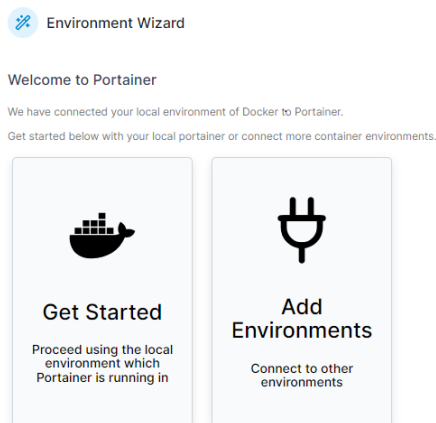 Environment Wizard
Welcome to Portainer
We have connected your local environment of Docker to Portainer.
Get started below with your local portainer or connect more container environments.
Get Started
Proceed using the local
environment which
Portainer is running in
Add
Environments
Connect to other
environments